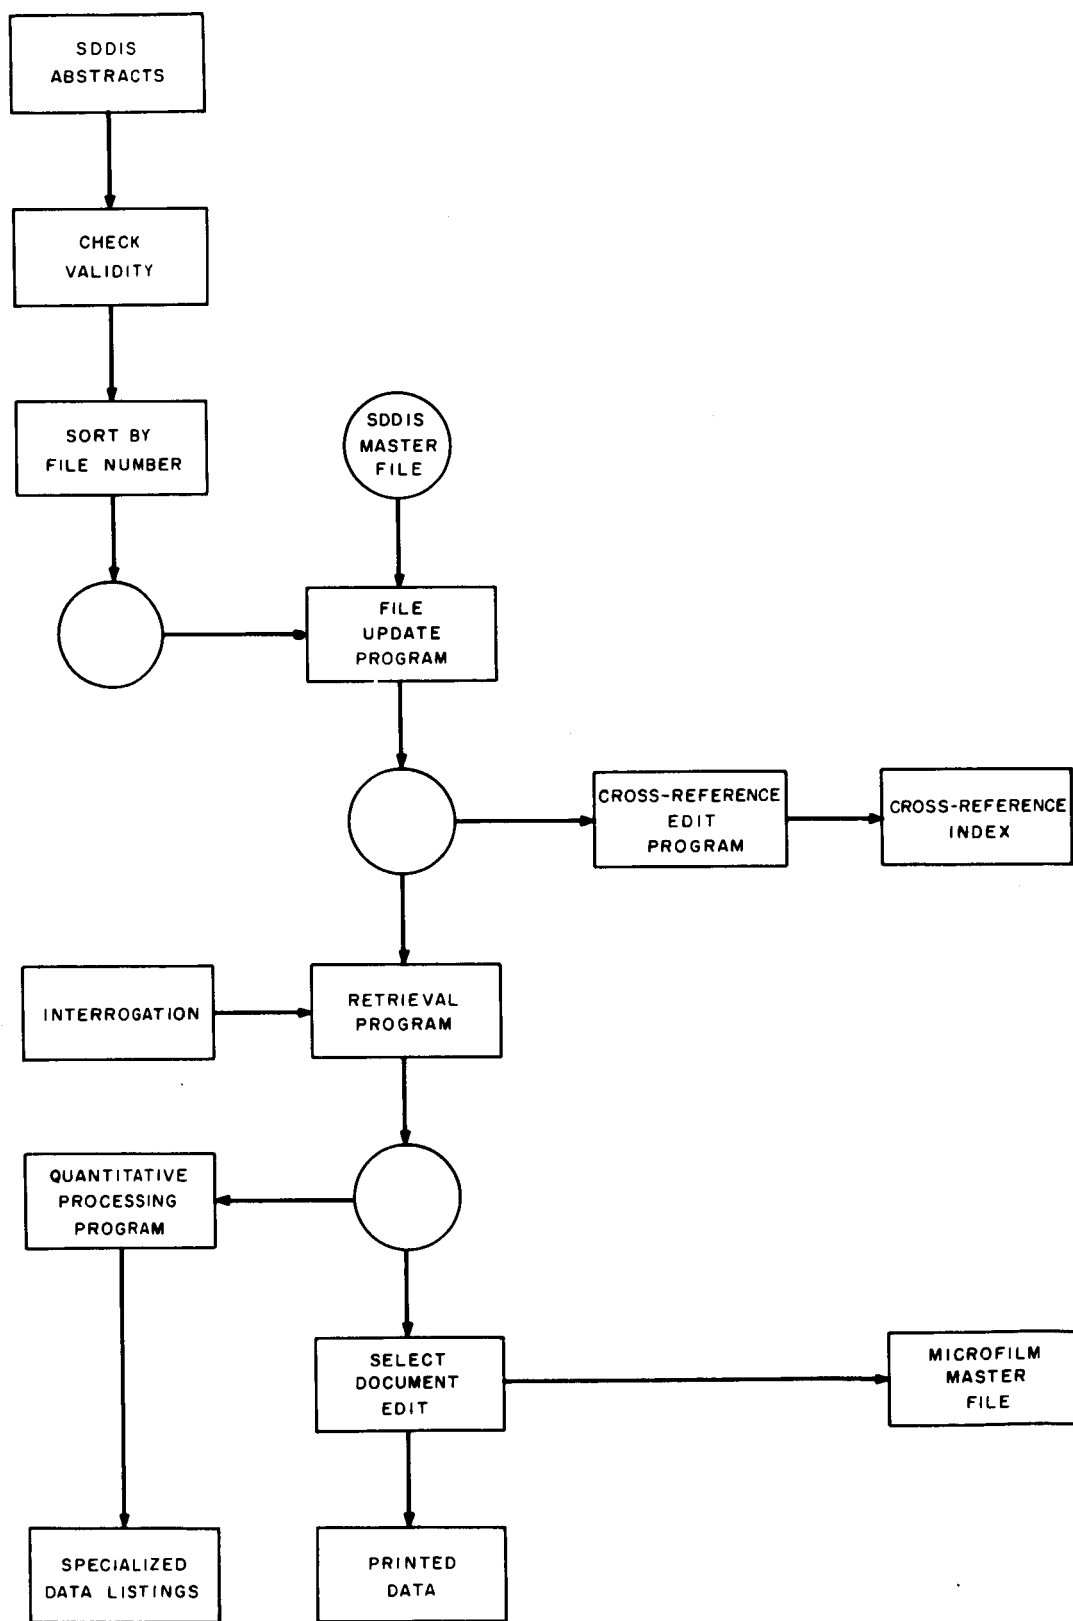 SDDIS
ABSTRACTS
CHECK
VALIDITY
SORT BY
FILE NUMBER
SDDIS
MASTER
FILE
FILE
UPDATE
PROGRAM
CROSS-REFERENCE
EDIT
PROGRAM
CROSS-REFERENCE
INDEX
INTERROGATION
RETRIEVAL
PROGRAM
QUANTITATIVE
PROCESSING
PROGRAM
SELECT
DOCUMENT
EDIT
MICROFILM
MASTER
FILE
SPECIALIZED
DATA LISTINGS
PRINTED
DATA